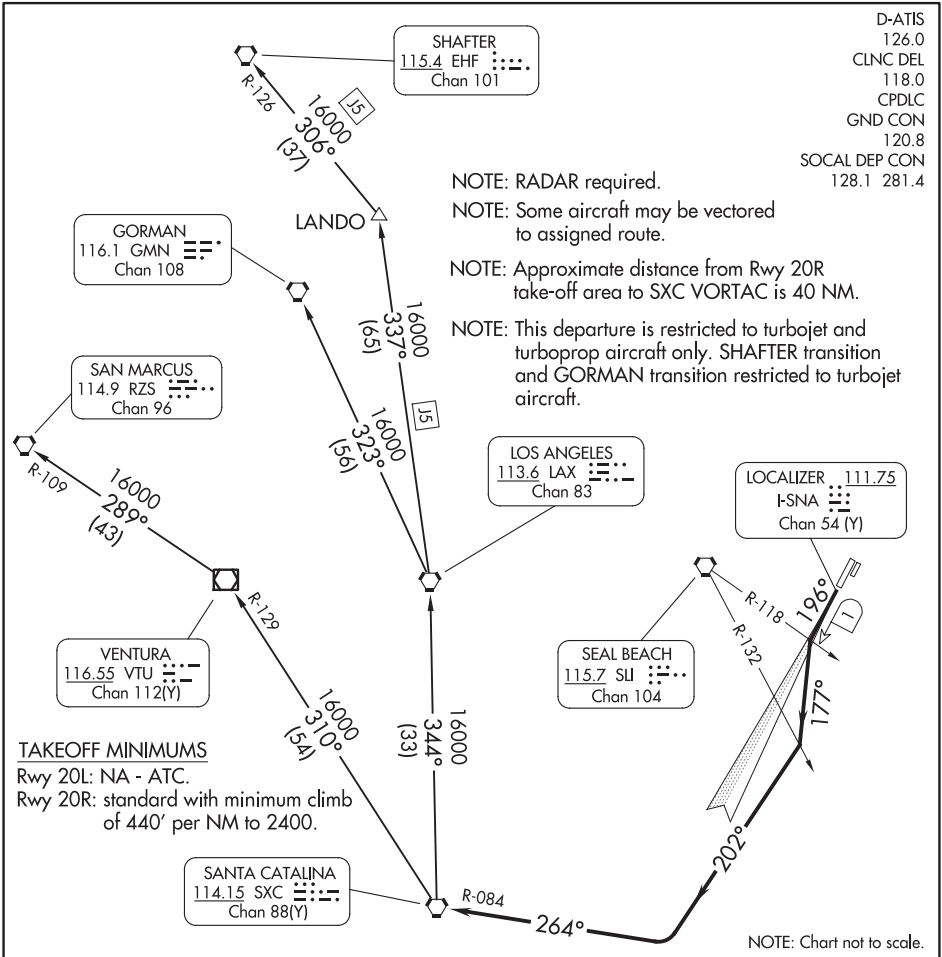 D-ATIS
126.0
CLNC DEL
118.0
CPDLC
GND CON
120.8
SOCAL DEP CON
128.1 281.4
SHAFTER
115.4 EHF
Chan 101
R-126
16000
J5
306°
(37)
LANDO
NOTE: RADAR required.
NOTE: Some aircraft may be vectored
to assigned route.
NOTE: Approximate distance from Rwy 20R
take-off area to SXC VORTAC is 40 NM.
NOTE: This departure is restricted to turbojet and
turboprop aircraft only. SHAFTER transition
and GORMAN transition restricted to turbojet
aircraft.
GORMAN
116.1 GMN
Chan 108
16000
337°
(65)
J5
16000
323°
(56)
SAN MARCUS
114.9 RZS
Chan 96
R-109
16000
289°
(43)
LOS ANGELES
113.6 LAX
Chan 83
LOCALIZER 111.75
I-SNA
Chan 54 (Y)
196°
1
R-118
R-132
177°
SEAL BEACH
115.7 SLI
Chan 104
R-129
VENTURA
116.55 VTU
Chan 112(Y)
16000
310°
(54)
16000
344°
(33)
TAKEOFF MINIMUMS
Rwy 20L: NA - ATC.
Rwy 20R: standard with minimum climb
of 440' per NM to 2400.
202°
SANTA CATALINA
114.15 SXC
Chan 88(Y)
R-084
264°
NOTE: Chart not to scale.